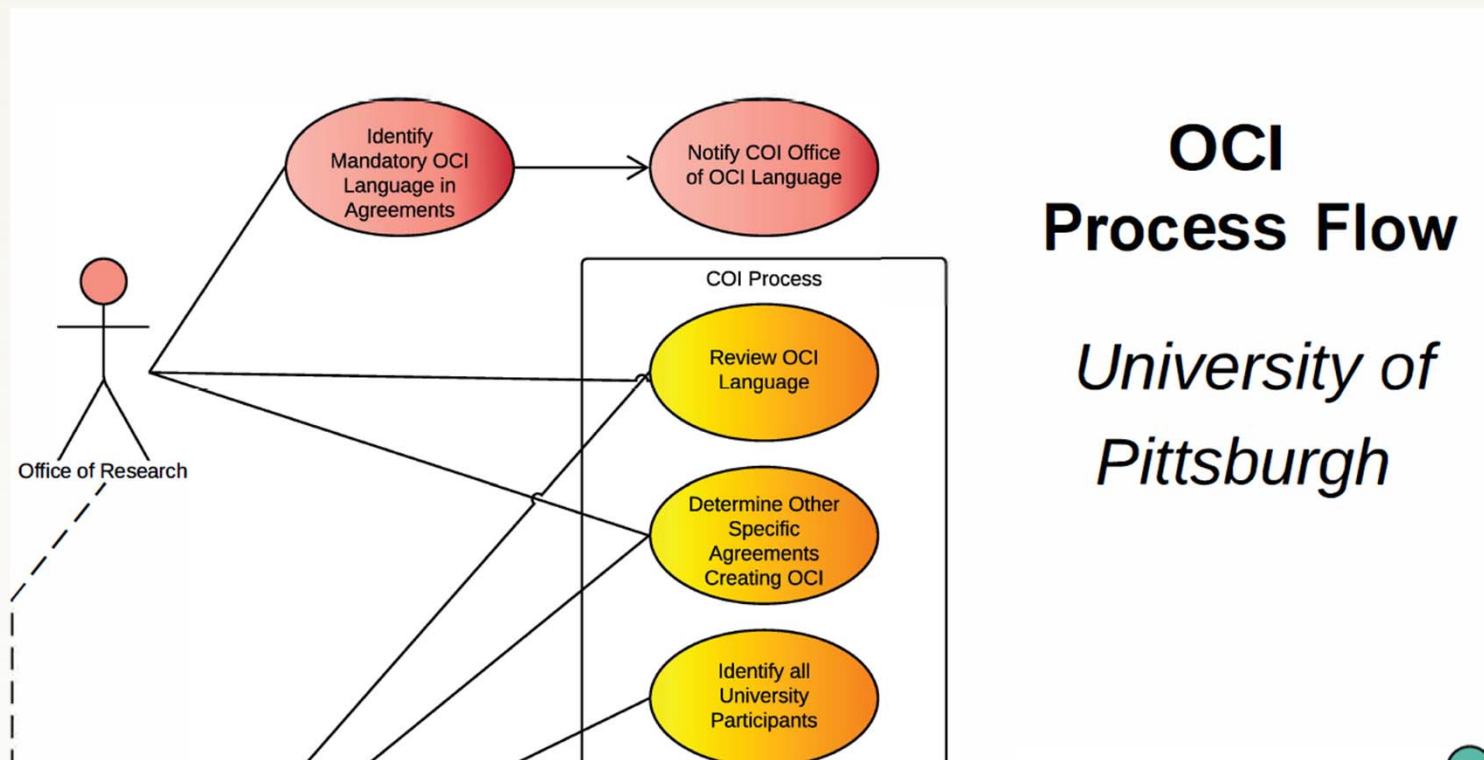 Identify
Mandatory OCI
Language in
Agreements
Notify COI Office
of OCI Language
OCI
Process Flow
University of
Pittsburgh
Office of Research
COI Process
Review OCI
Language
Determine Other
Specific
Agreements
Creating OCI
Identify all
University
Participants